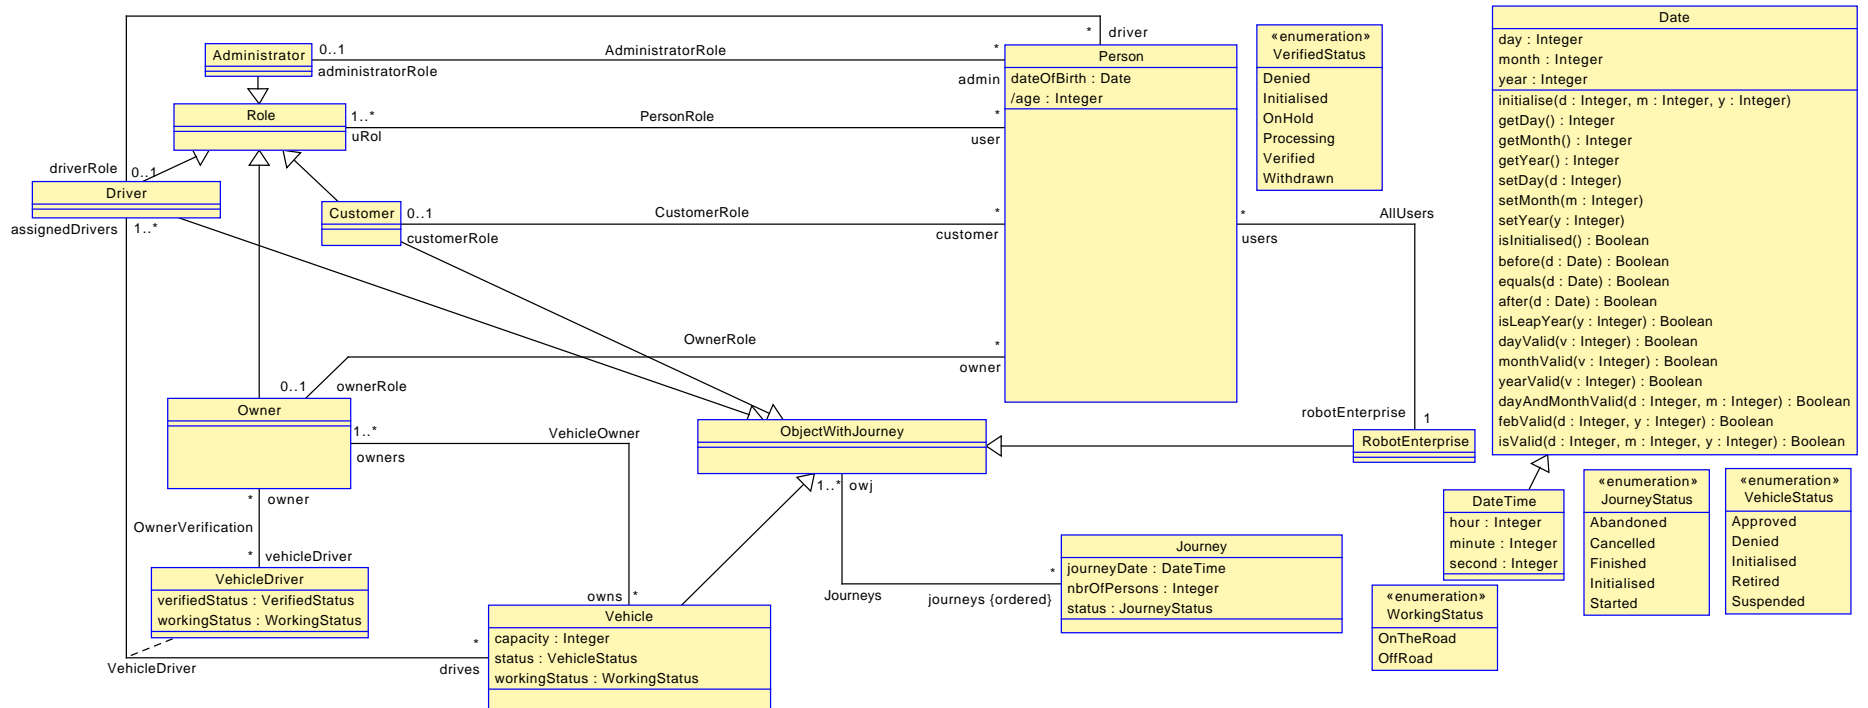 Date
day : Integer
month : Integer
year : Integer
initialise(d : Integer, m : Integer, y : Integer)
getDay() : Integer
getMonth() : Integer
getYear() : Integer
setDay(d : Integer)
setMonth(m : Integer)
setYear(y : Integer)
isInitialised() : Boolean
before(d : Date) : Boolean
equals(d : Date) : Boolean
after(d : Date) : Boolean
isLeapYear(y : Integer) : Boolean
dayValid(v : Integer) : Boolean
monthValid(v : Integer) : Boolean
yearValid(v : Integer) : Boolean
dayAndMonthValid(d : Integer, m : Integer) : Boolean
febValid(d : Integer, y : Integer) : Boolean
isValid(d : Integer, m : Integer, y : Integer) : Boolean
* driver
«enumeration»
VerifiedStatus
Denied
Initialised
OnHold
Processing
Verified
Withdrawn
Administrator
0..1
administratorRole
AdministratorRole
*
admin
Person
dateOfBirth : Date
/age : Integer
Role
1..*
uRol
PersonRole
*
user
driverRole
0..1
Driver
assignedDrivers
1..*
Customer
0..1
customerRole
CustomerRole
*
customer
*
users
AllUsers
OwnerRole
*
owner
0..1
ownerRole
Owner
1..*
owners
VehicleOwner
ObjectWithJourney
robotEnterprise
1
RobotEnterprise
* owner
OwnerVerification
* vehicleDriver
VehicleDriver
verifiedStatus : VerifiedStatus
workingStatus : WorkingStatus
VehicleDriver
1..* owj
owns *
Vehicle
capacity : Integer
status : VehicleStatus
workingStatus : WorkingStatus
*
drives
Journeys
*
journeys {ordered}
Journey
journeyDate : DateTime
nbrOfPersons : Integer
status : JourneyStatus
DateTime
hour : Integer
minute : Integer
second : Integer
«enumeration»
JourneyStatus
Abandoned
Cancelled
Finished
Initialised
Started
«enumeration»
VehicleStatus
Approved
Denied
Initialised
Retired
Suspended
«enumeration»
WorkingStatus
OnTheRoad
OffRoad